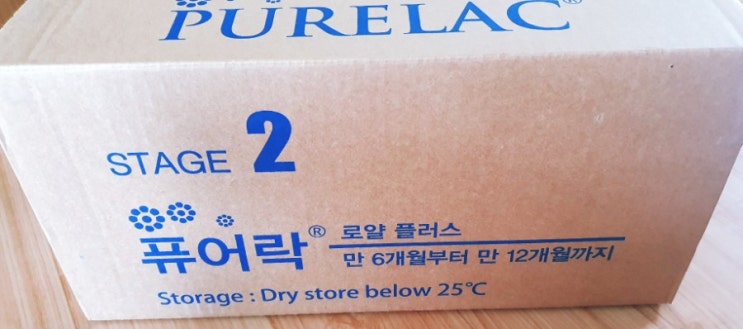 PURELAC®
STAGE 2
퓨어락® 로얄 플러스
만 6개월부터 만 12개월까지
Storage : Dry store below 25℃